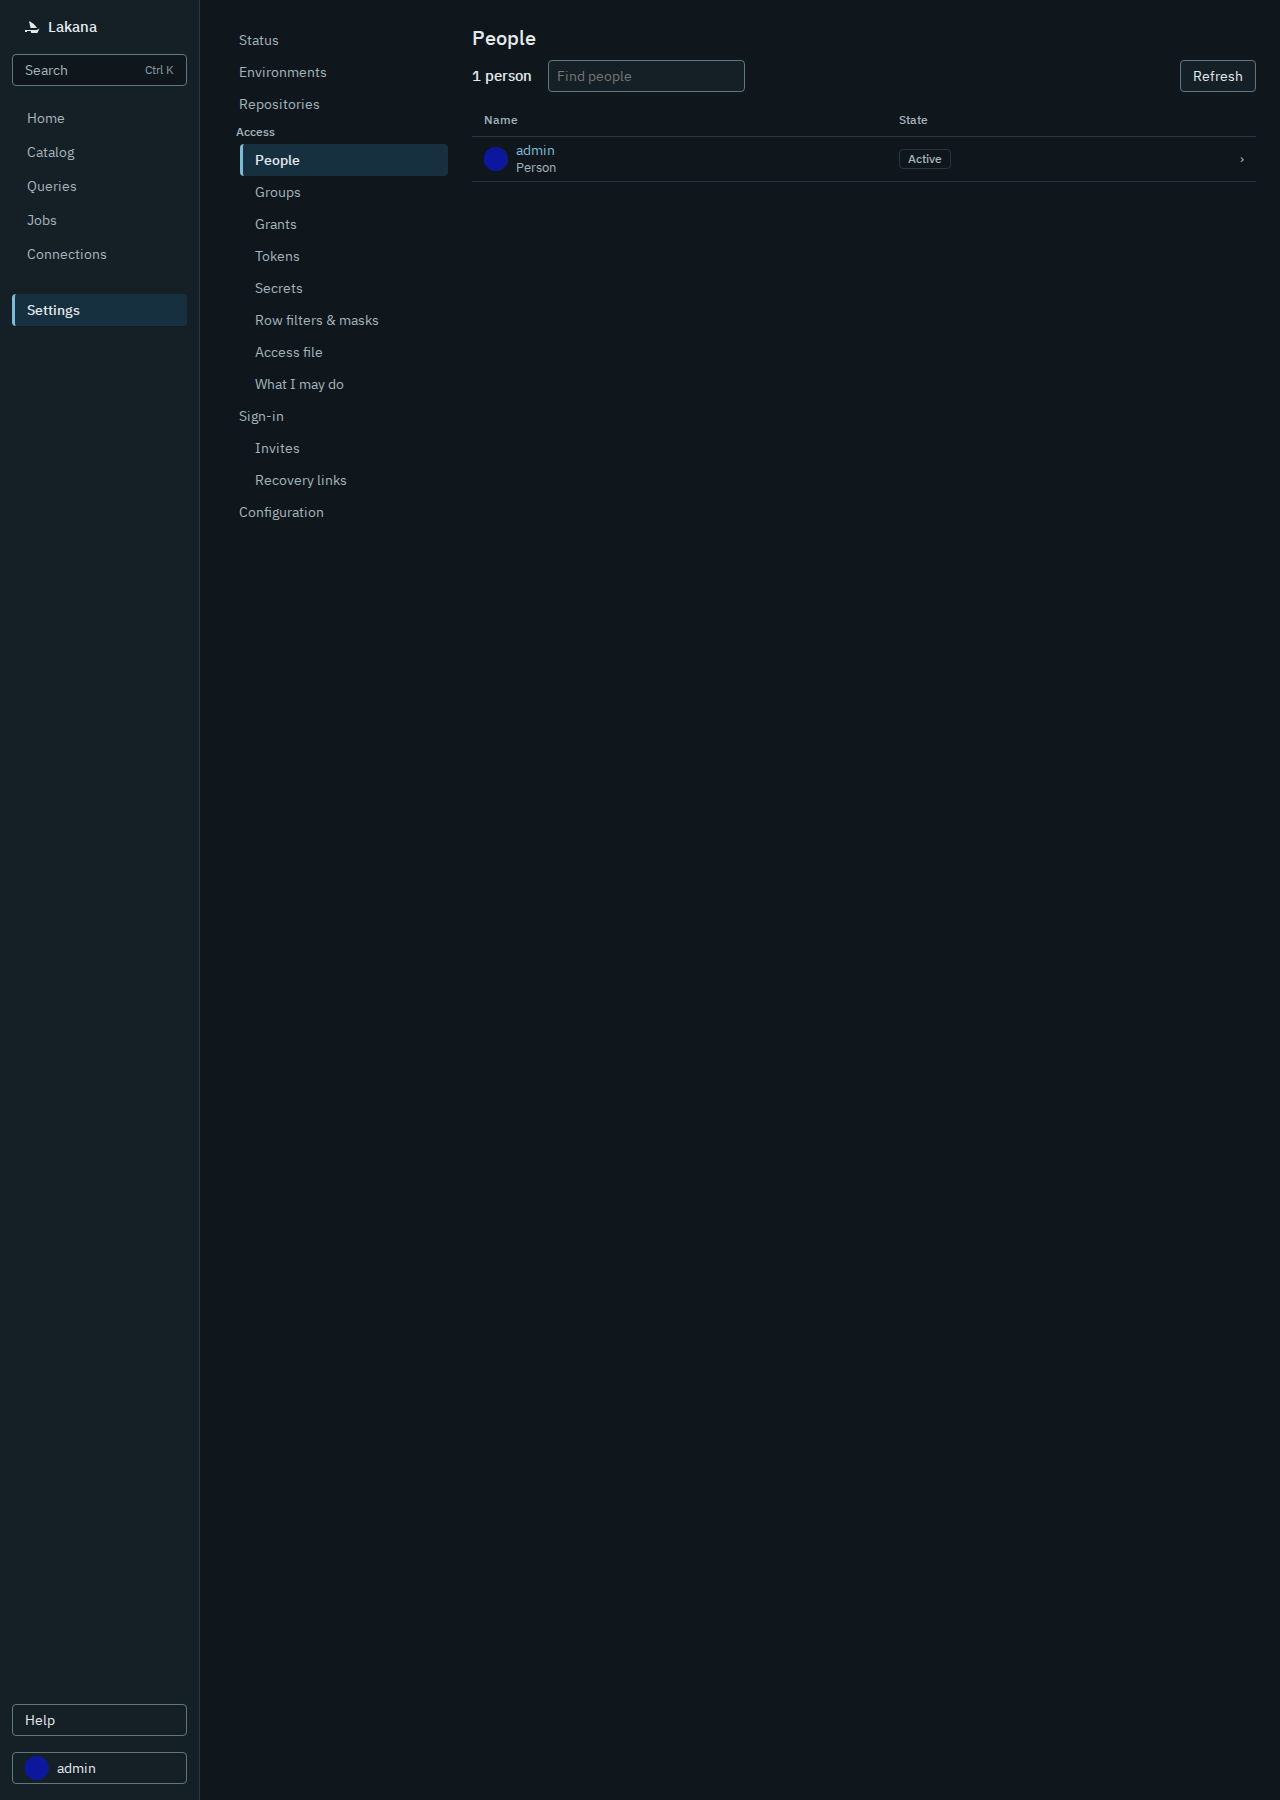 Lakana
Search Ctrl K
Home
Catalog
Queries
Jobs
Connections
Settings
Help
admin
Status
Environments
Repositories
Access
People
Groups
Grants
Tokens
Secrets
Row filters & masks
Access file
What I may do
Sign-in
Invites
Recovery links
Configuration
People
1 person Find people Refresh
Name State
admin
Person
Active ›